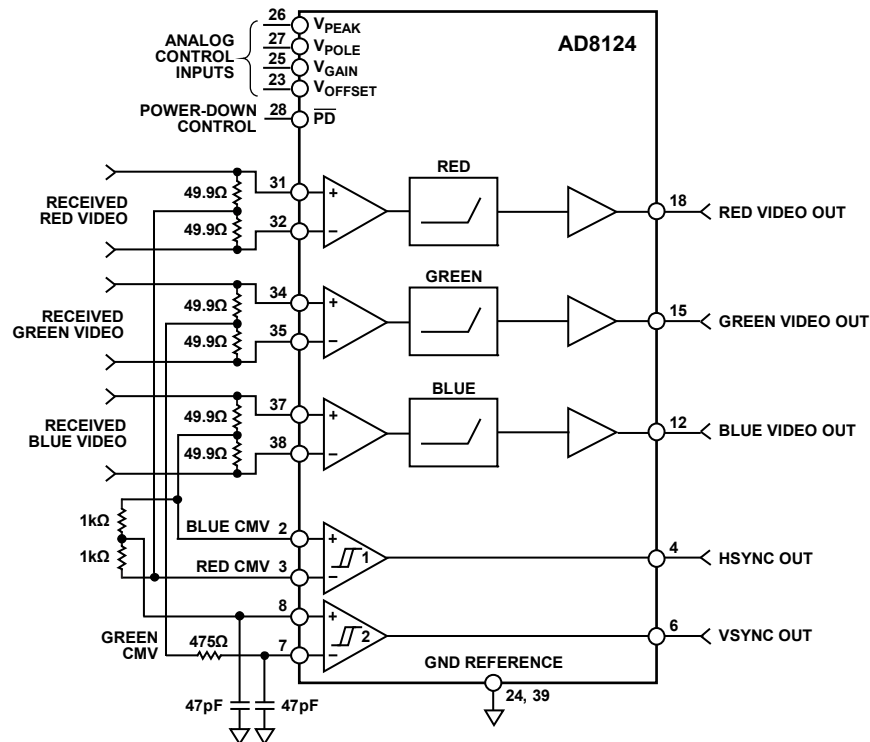 AD8124
ANALOG
CONTROL
INPUTS
26 VPEAK
27 VPOLE
25 VGAIN
23 VOFFSET
POWER-DOWN
CONTROL
28 PD
RECEIVED
RED VIDEO
49.9Ω
49.9Ω
31
32
+
–
RED
18
RED VIDEO OUT
RECEIVED
GREEN VIDEO
49.9Ω
49.9Ω
34
35
+
–
GREEN
15
GREEN VIDEO OUT
RECEIVED
BLUE VIDEO
49.9Ω
49.9Ω
37
38
+
–
BLUE
12
BLUE VIDEO OUT
1kΩ
1kΩ
BLUE CMV 2
RED CMV 3
+
–
1
4
HSYNC OUT
GREEN
CMV
475Ω
8
7
+
–
2
6
VSYNC OUT
47pF
47pF
GND REFERENCE
24, 39